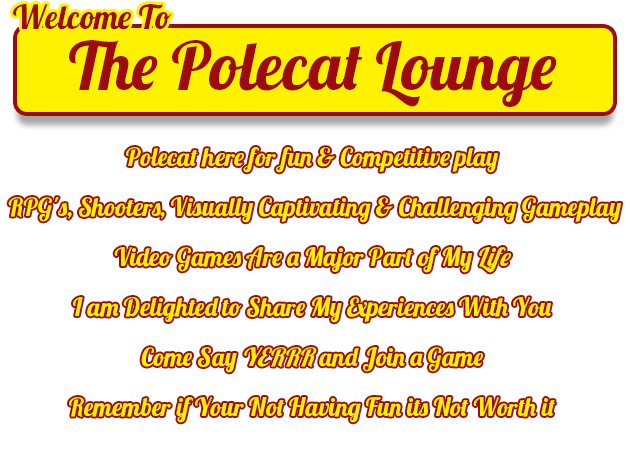 Welcome To
The Polecat Lounge
Polecat here for fun & Competitive play
RPG's, Shooters, Visually Captivating & Challenging Gameplay
Video Games Are a Major Part of My Life
I am Delighted to Share My Experiences With You
Come Say YERRR and Join a Game
Remember if Your Not Having Fun its Not Worth it